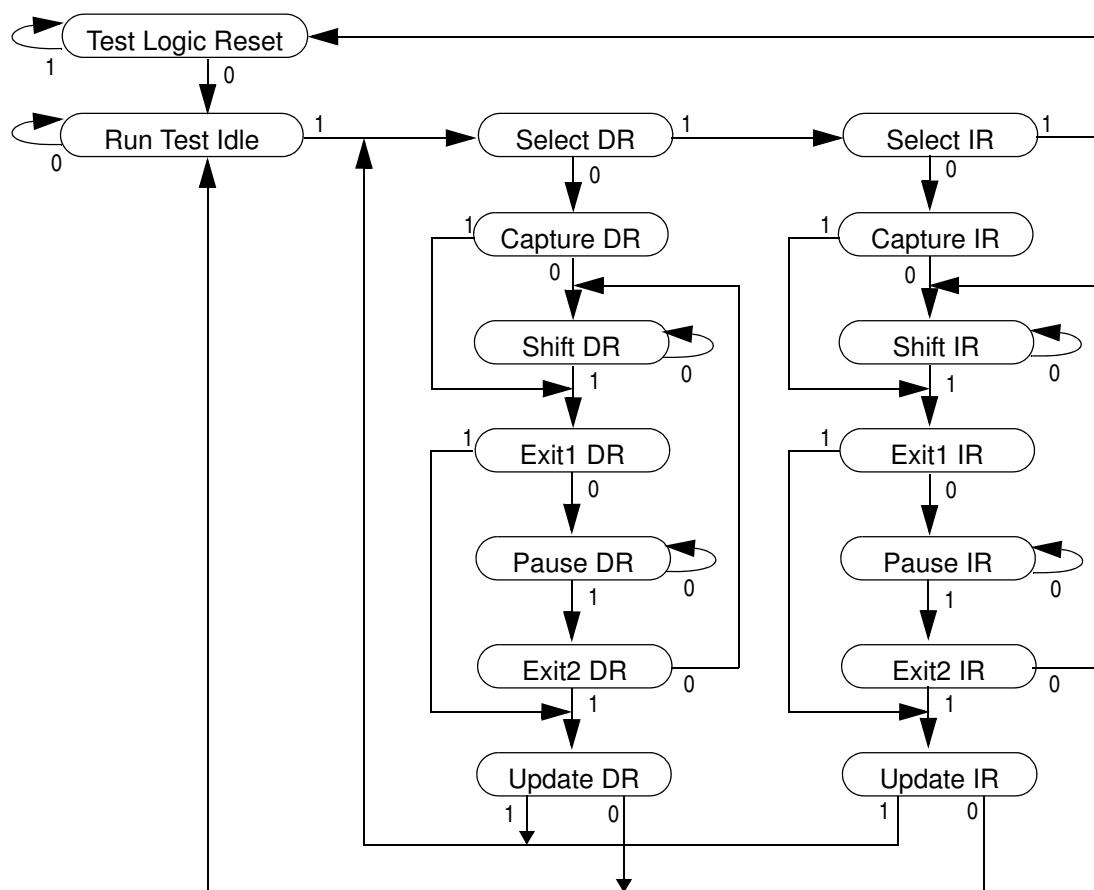 Test Logic Reset
1
0
Run Test Idle
1
Select DR
1
Select IR
1
0
0
0
1
Capture DR
1
Capture IR
0
0
Shift DR
Shift IR
0
0
1
1
1
Exit1 DR
1
Exit1 IR
0
0
Pause DR
Pause IR
0
0
1
1
Exit2 DR
Exit2 IR
0
0
1
1
Update DR
Update IR
1
0
1
0